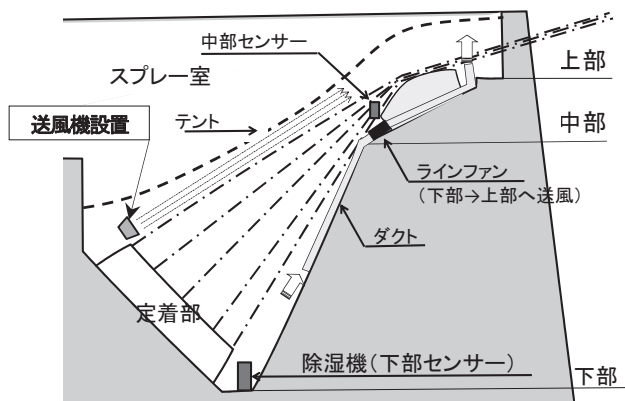 中部センサー
スプレー室
上部
送風機設置
テント
中部
ラインファン
(下部→上部へ送風)
ダクト
定着部
除湿機(下部センサー)
下部